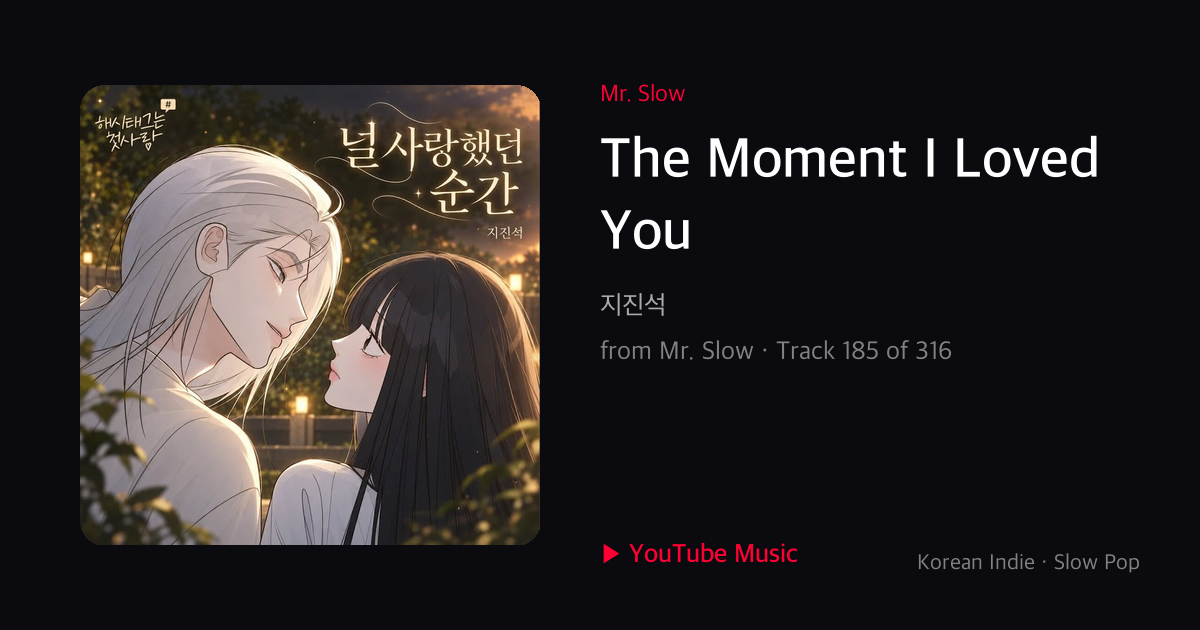 #
해시태그는
첫사랑
널 사랑했던
순간
지진석
Mr. Slow
The Moment I Loved
You
지진석
from Mr. Slow · Track 185 of 316
YouTube Music
Korean Indie · Slow Pop